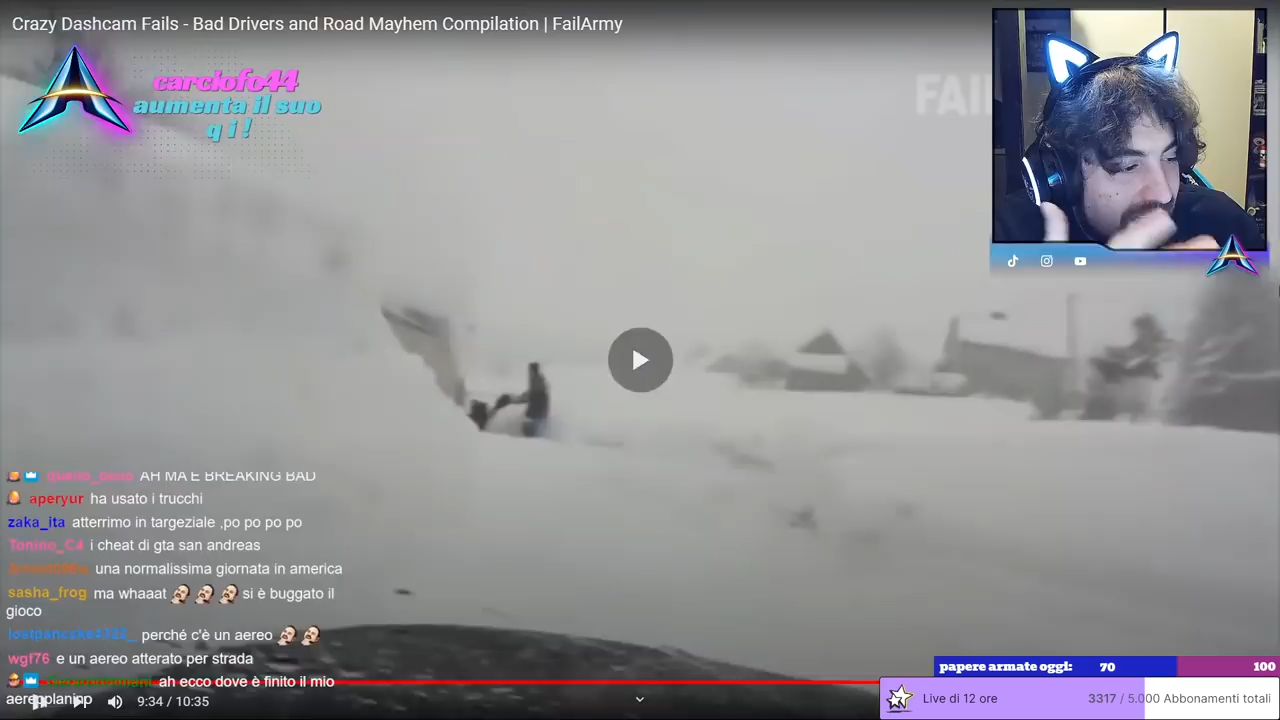 Crazy Dashcam Fails - Bad Drivers and Road Mayhem Compilation | FailArmy
carciofo44
aumenta il suo
q i !
FAIL
AH MA E BREAKING BAD
aperyur ha usato i trucchi
zaka_ita atterrimo in targeziale ,po po po po
Tonino_C4 i cheat di gta san andreas
una normalissima giornata in america
sasha_frog ma whaaat si è buggato il
gioco
perché c'è un aereo
wgf76 e un aereo atterato per strada
ah ecco dove è finito il mio
aereoplanino
9:34 / 10:35
papere armate oggi: 70 100
Live di 12 ore 3317 / 5.000 Abbonamenti totali